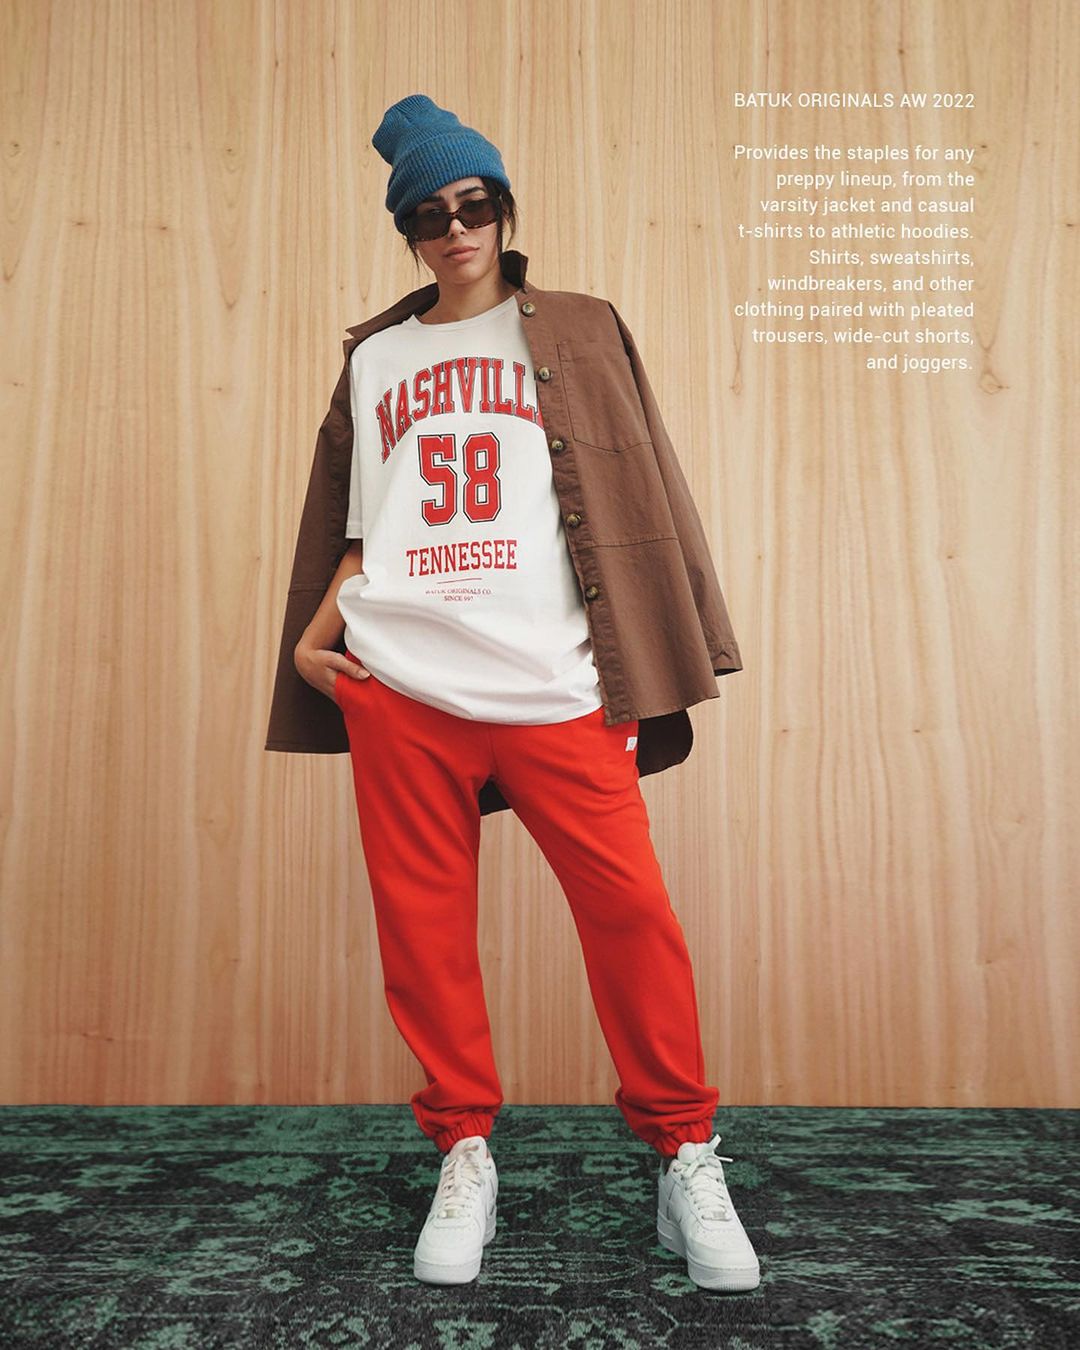 BATUK ORIGINALS AW 2022
Provides the staples for any
preppy lineup, from the
varsity jacket and casual
t-shirts to athletic hoodies.
Shirts, sweatshirts,
windbreakers, and other
clothing paired with pleated
trousers, wide-cut shorts,
and joggers.
NASHVILL
58
TENNESSEE
BATUK ORIGINALS CO.
SINCE 997